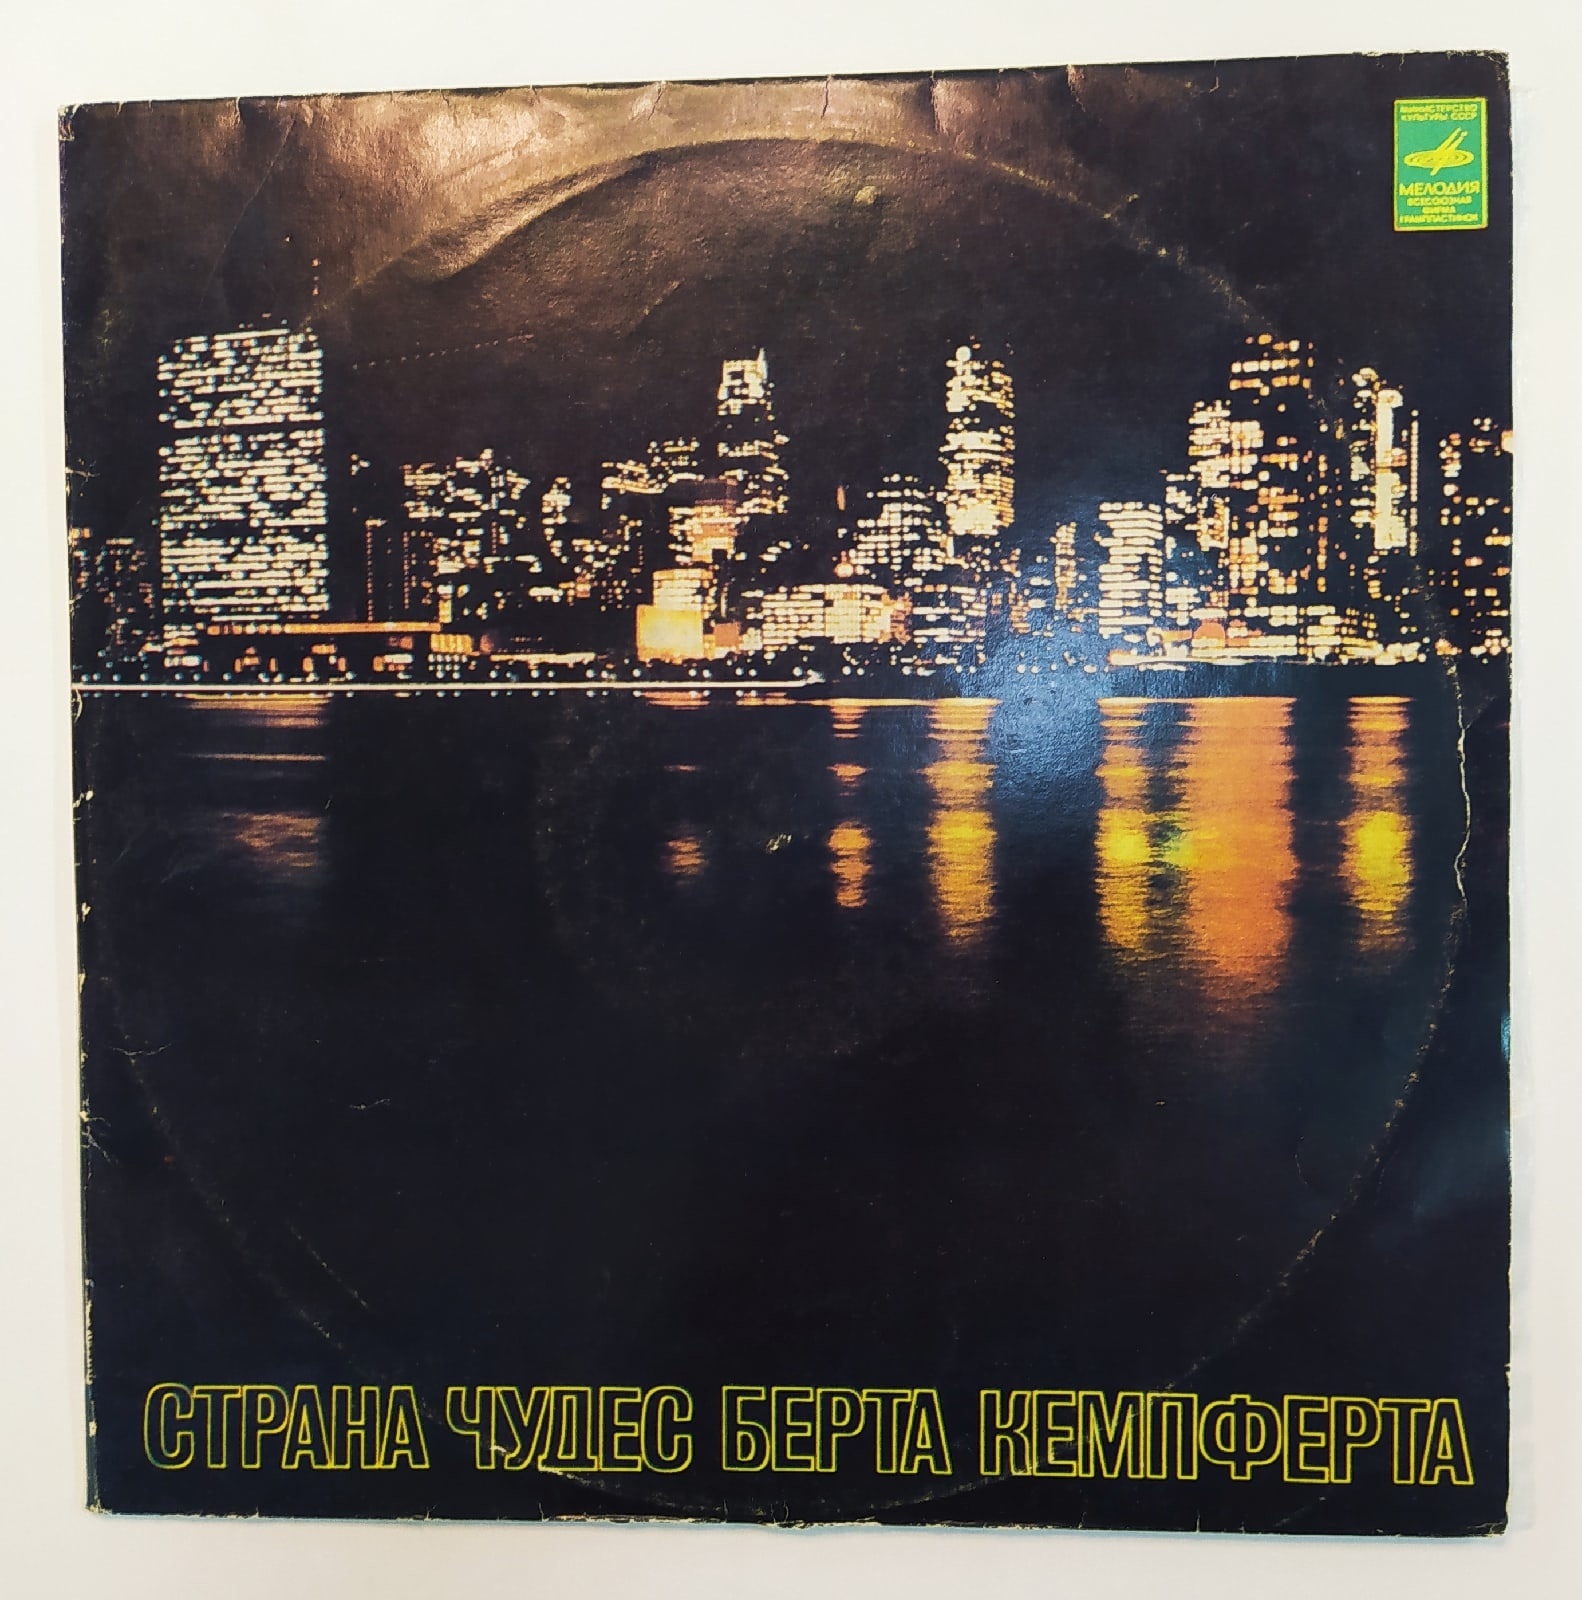 МИНИСТЕРСТВО
КУЛЬТУРЫ СССР
МЕЛОДИЯ
ВСЕСОЮЗНАЯ
ФИРМА
ГРАМПЛАСТИНОК
СТРАНА ЧУДЕС БЕРТА КЕМПФЕРТА